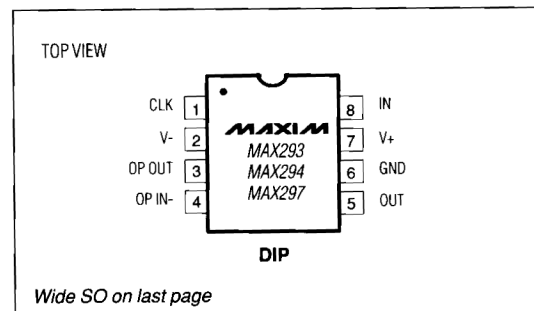 TOP VIEW
CLK 1 8 IN
V- 2 MAXIM 7 V+
MAX293
OP OUT 3 MAX294 6 GND
OP IN- 4 MAX297 5 OUT
DIP
Wide SO on last page